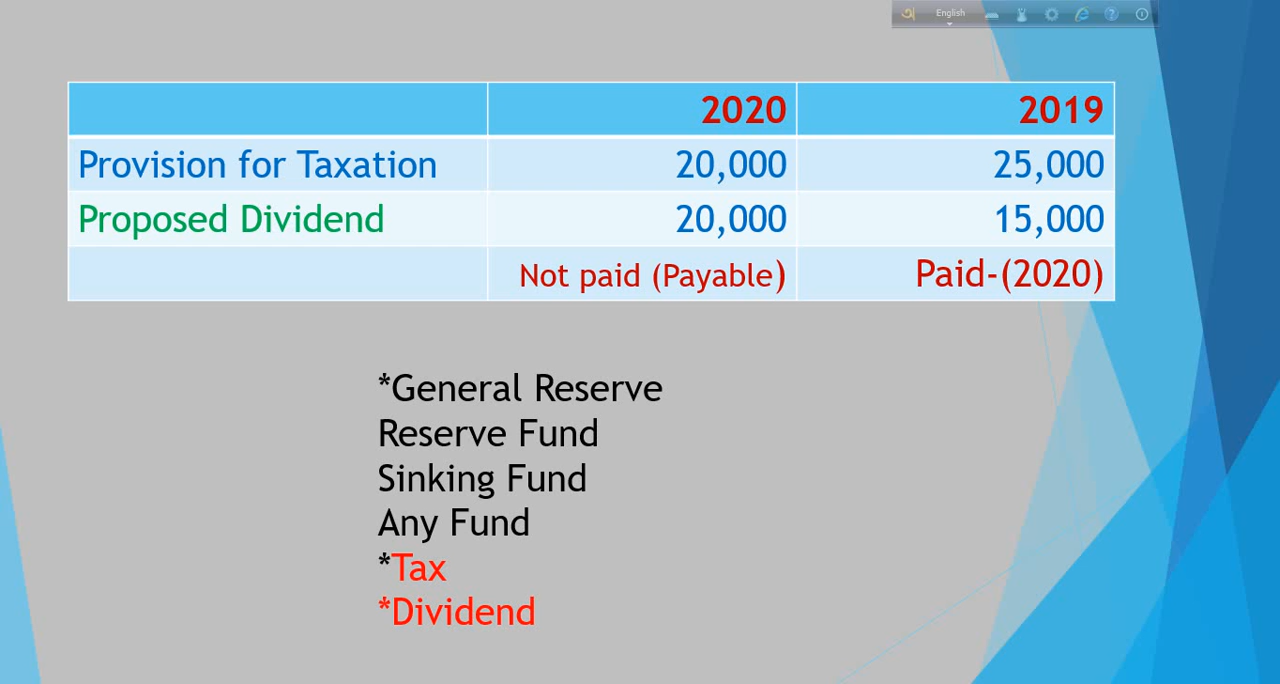 অ English
2020 2019
Provision for Taxation 20,000 25,000
Proposed Dividend 20,000 15,000
Not paid (Payable) Paid-(2020)
*General Reserve
Reserve Fund
Sinking Fund
Any Fund
*Tax
*Dividend